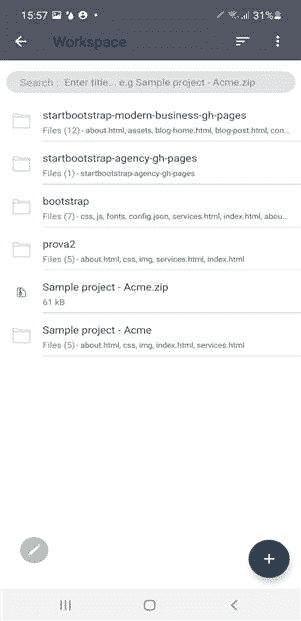 15:57 31%
Workspace
Search : Enter title... e.g Sample project - Acme.zip
startbootstrap-modern-business-gh-pages
Files (12) - about.html, assets, blog-home.html, blog-post.html, con...
startbootstrap-agency-gh-pages
Files (1) - startbootstrap-agency-gh-pages
bootstrap
Files (7) - css, js, fonts, config.json, services.html, index.html, abou...
prova2
Files (5) - about.html, css, img, services.html, index.html
Sample project - Acme.zip
61 kB
Sample project - Acme
Files (5) - about.html, css, img, index.html, services.html